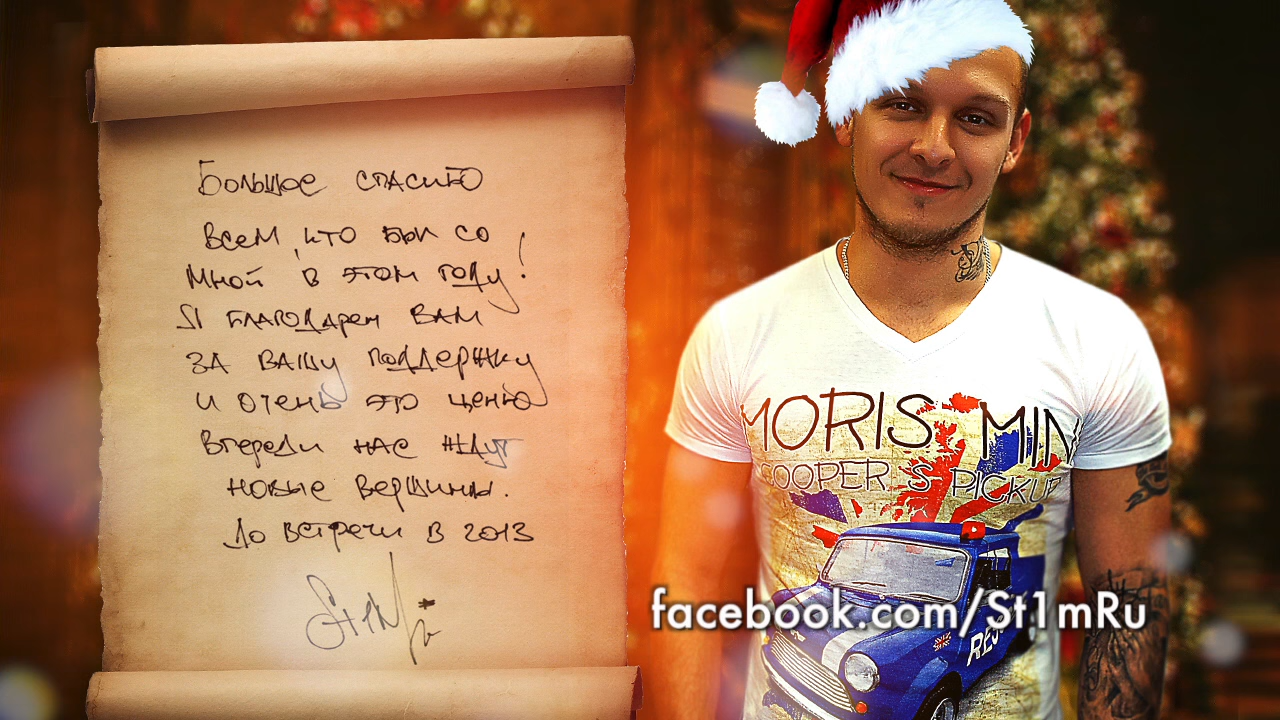 Большое спасибо
всем, кто был со
мной в этом году!
Я благодарен вам
за вашу поддержку
и очень это ценю
Впереди нас ждут
новые вершины.
До встречи в 2013
St1m
MORIS MIN
COOPER S PICKUP
facebook.com/St1mRu